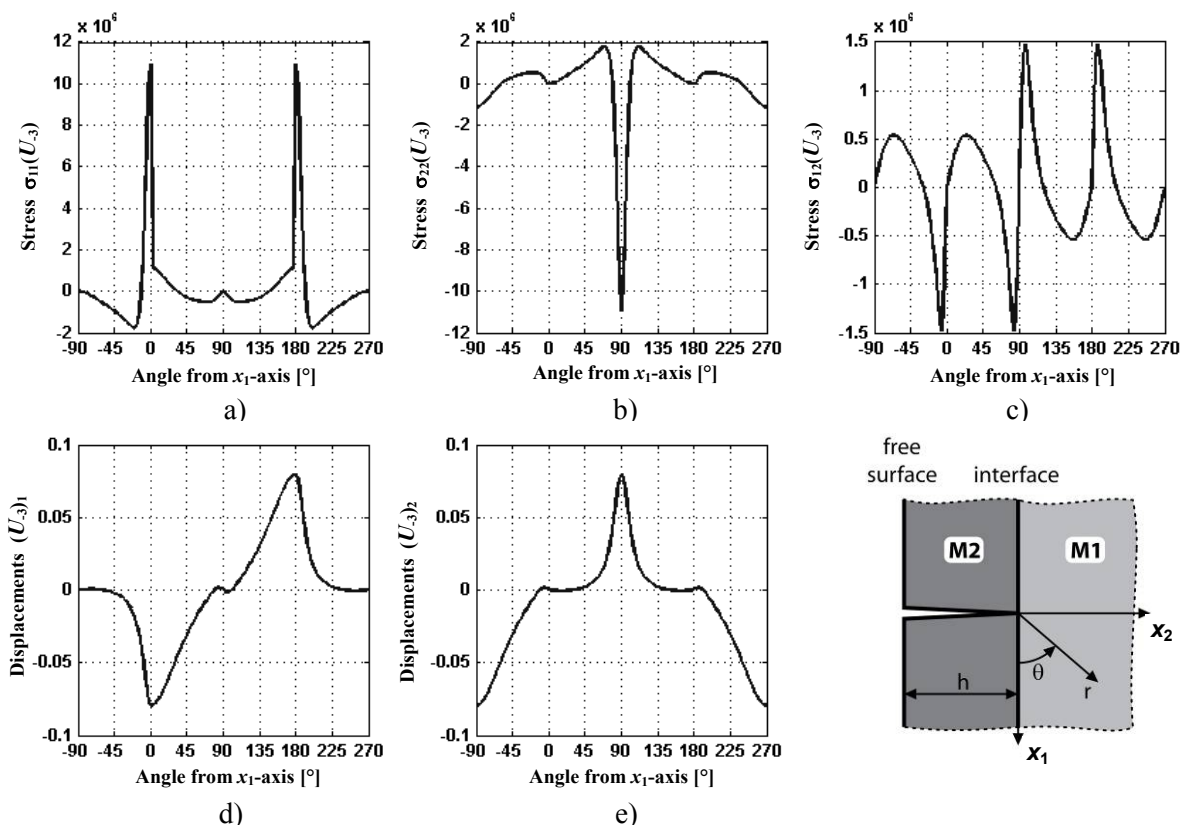 × 10⁶
Stress σ₁₁(U₋₃)
12
10
8
6
4
2
0
-2
-90 -45 0 45 90 135 180 225 270
Angle from x₁-axis [°]
a)
× 10⁶
Stress σ₂₂(U₋₃)
2
0
-2
-4
-6
-8
-10
-12
-90 -45 0 45 90 135 180 225 270
Angle from x₁-axis [°]
b)
× 10⁶
Stress σ₁₂(U₋₃)
1.5
1
0.5
0
-0.5
-1
-1.5
-90 -45 0 45 90 135 180 225 270
Angle from x₁-axis [°]
c)
Displacements (U₋₃)₁
0.1
0.05
0
-0.05
-0.1
-90 -45 0 45 90 135 180 225 270
Angle from x₁-axis [°]
d)
Displacements (U₋₃)₂
0.1
0.05
0
-0.05
-0.1
-90 -45 0 45 90 135 180 225 270
Angle from x₁-axis [°]
e)
free
surface
interface
M2
M1
x₂
θ
h
r
x₁